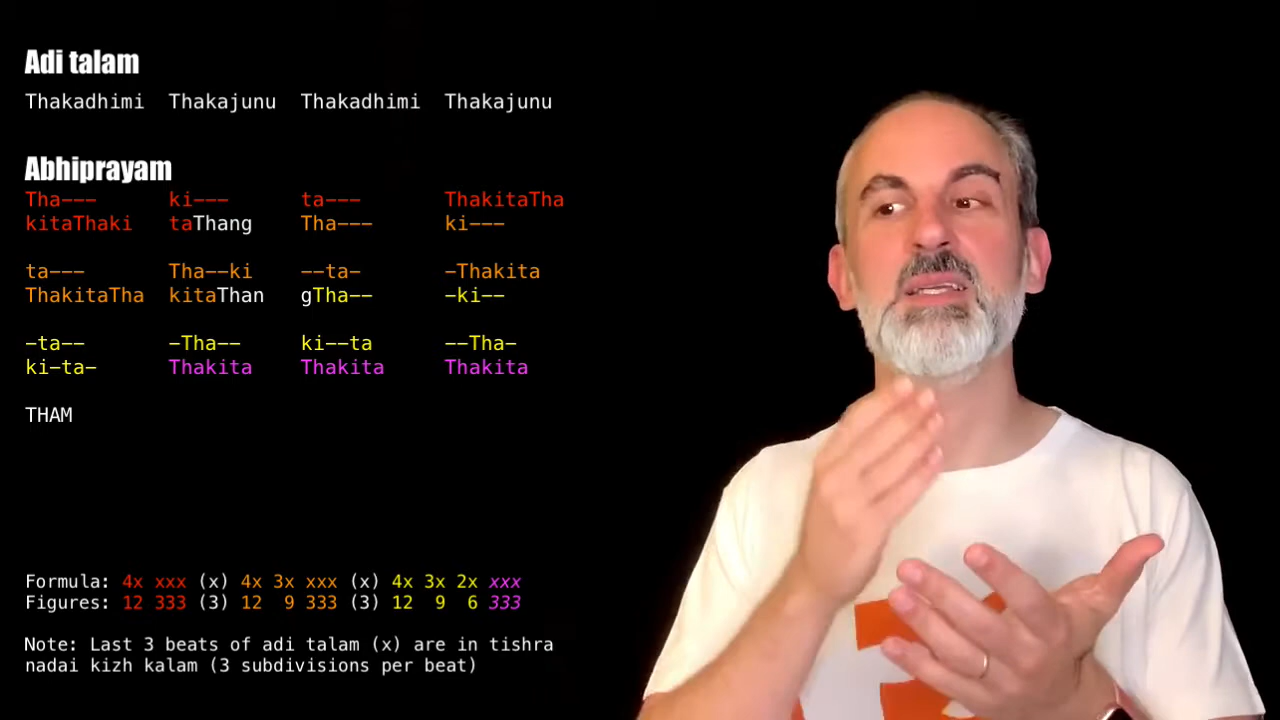 Adi talam
Thakadhimi Thakajunu Thakadhimi Thakajunu
Abhiprayam
Tha––– ki––– ta––– ThakitaTha
kitaThaki taThang Tha––– ki–––
ta––– Tha––ki ––ta– –Thakita
ThakitaTha kitaThan gTha–– –ki––
–ta–– –Tha–– ki––ta ––Tha–
ki–ta– Thakita Thakita Thakita
THAM
Formula: 4x xxx (x) 4x 3x xxx (x) 4x 3x 2x xxx
Figures: 12 333 (3) 12 9 333 (3) 12 9 6 333
Note: Last 3 beats of adi talam (x) are in tishra
nadai kizh kalam (3 subdivisions per beat)